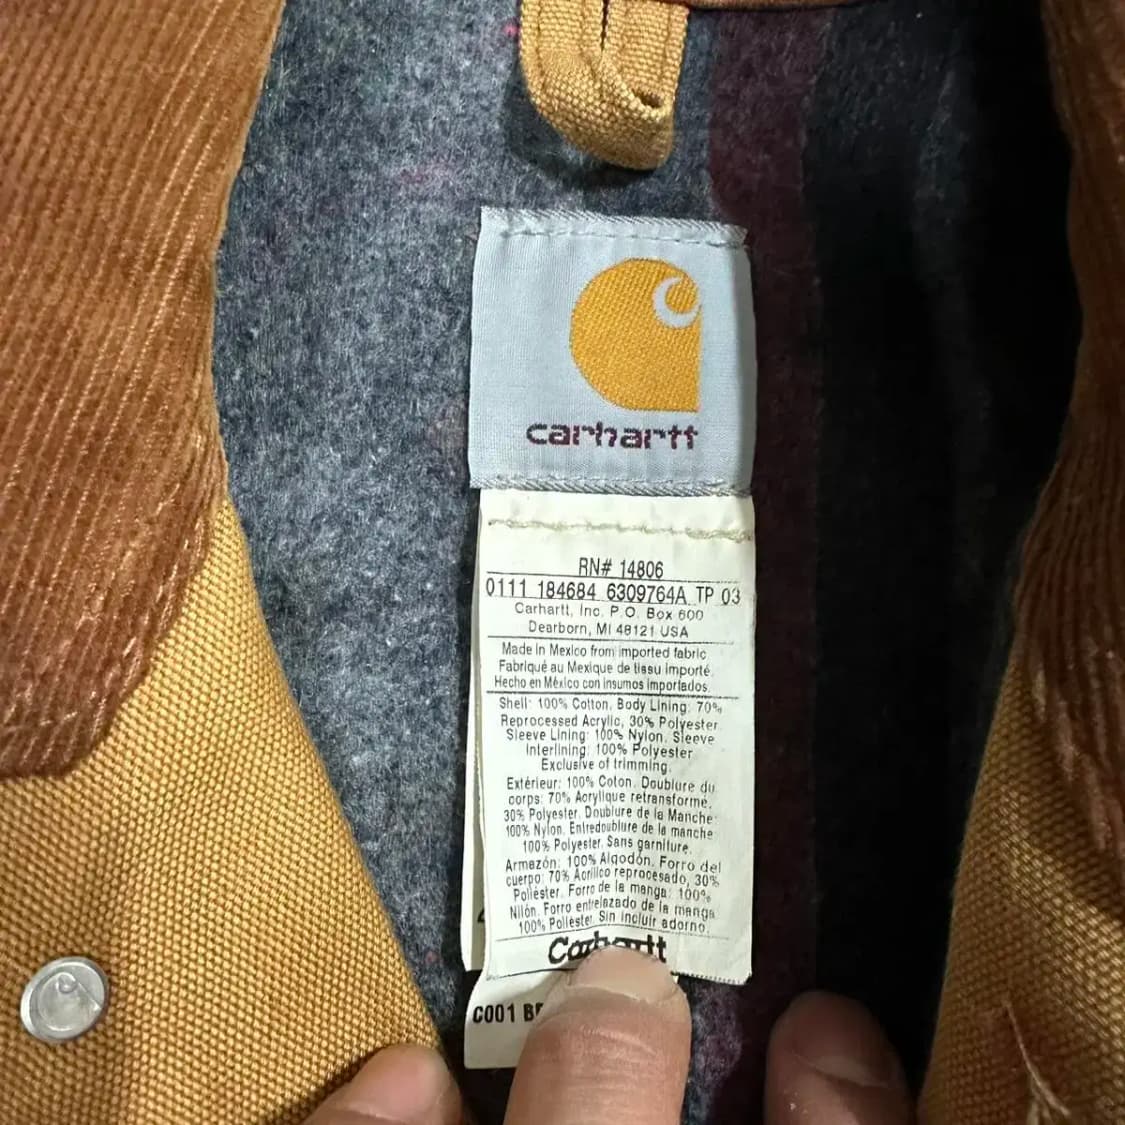 carhartt
RN# 14806
0111 184684 6309764A TP 03
Carhartt, Inc. P.O. Box 600
Dearborn, MI 48121 USA
Made in Mexico from imported fabric
Fabriqué au Mexique de tissu importé.
Hecho en México con insumos importados.
Shell: 100% Cotton. Body Lining: 70%
Reprocessed Acrylic, 30% Polyester.
Sleeve Lining: 100% Nylon. Sleeve
Interlining: 100% Polyester
Exclusive of trimming.
Extérieur: 100% Coton. Doublure du
corps: 70% Acrylique retransformé,
30% Polyester. Doublure de la Manche:
100% Nylon. Entredoublure de la manche
100% Polyester. Sans garniture.
Armazón: 100% Algodón. Forro del
cuerpo: 70% Acrílico reprocesado, 30%
Poliéster. Forro de la manga: 100%
Nilón. Forro entrelazado de la manga
100% Poliéster. Sin incluir adorno.
Carhartt
C001